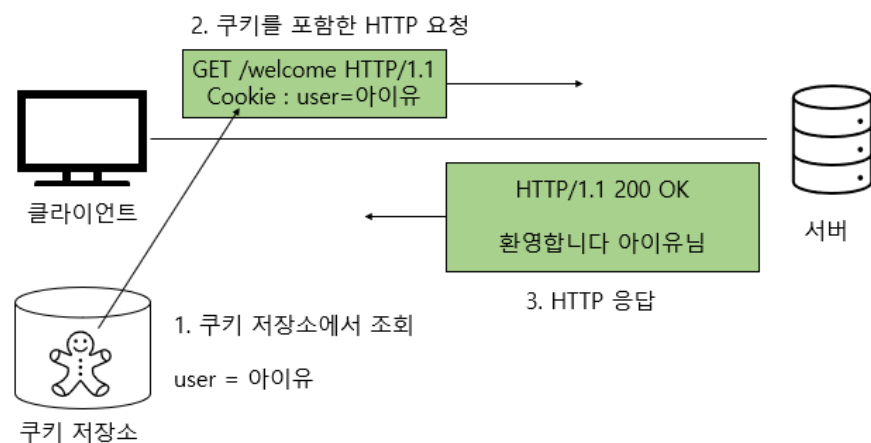 2. 쿠키를 포함한 HTTP 요청
GET /welcome HTTP/1.1
Cookie : user=아이유
클라이언트
서버
HTTP/1.1 200 OK
환영합니다 아이유님
3. HTTP 응답
1. 쿠키 저장소에서 조회
user = 아이유
쿠키 저장소